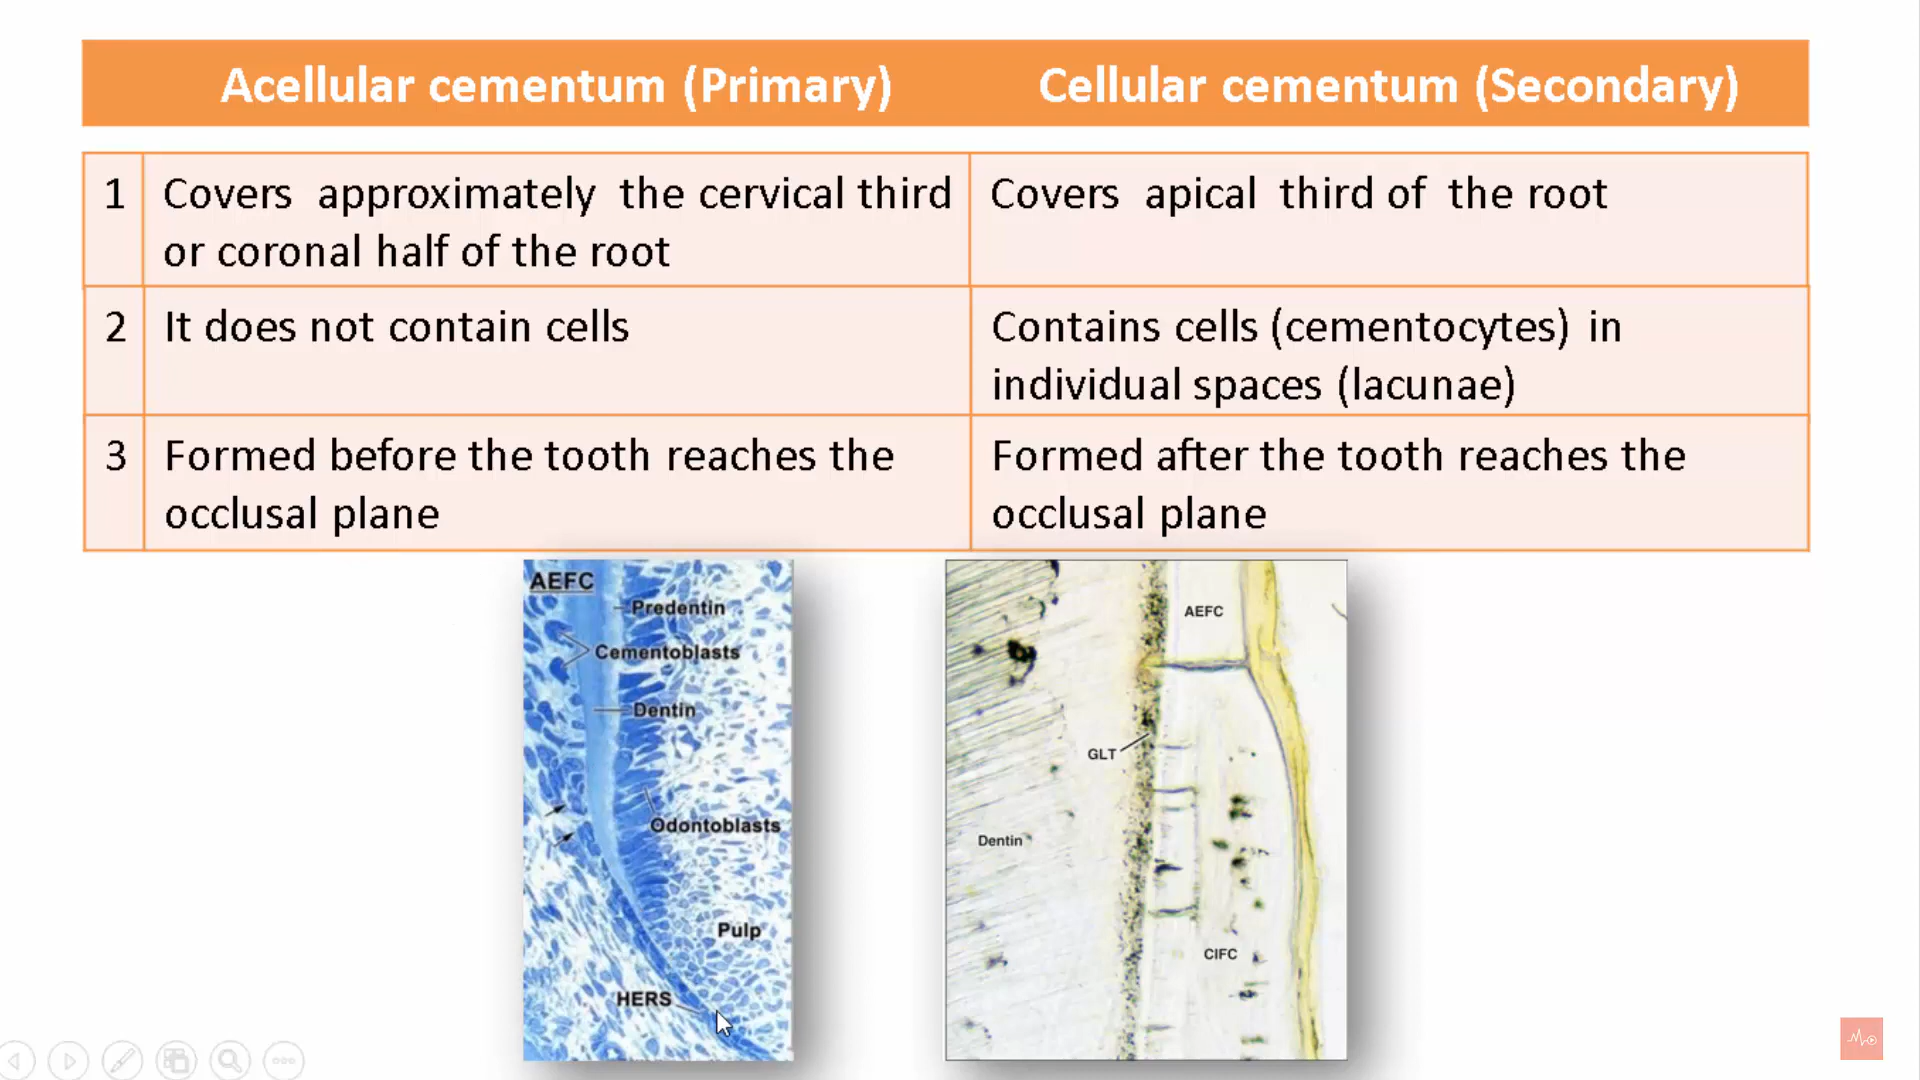 Acellular cementum (Primary) Cellular cementum (Secondary)
1 Covers approximately the cervical third Covers apical third of the root
or coronal half of the root
2 It does not contain cells Contains cells (cementocytes) in
individual spaces (lacunae)
3 Formed before the tooth reaches the Formed after the tooth reaches the
occlusal plane occlusal plane
AEFC
Predentin
Cementoblasts
Dentin
Odontoblasts
Pulp
HERS
AEFC
GLT
Dentin
CIFC